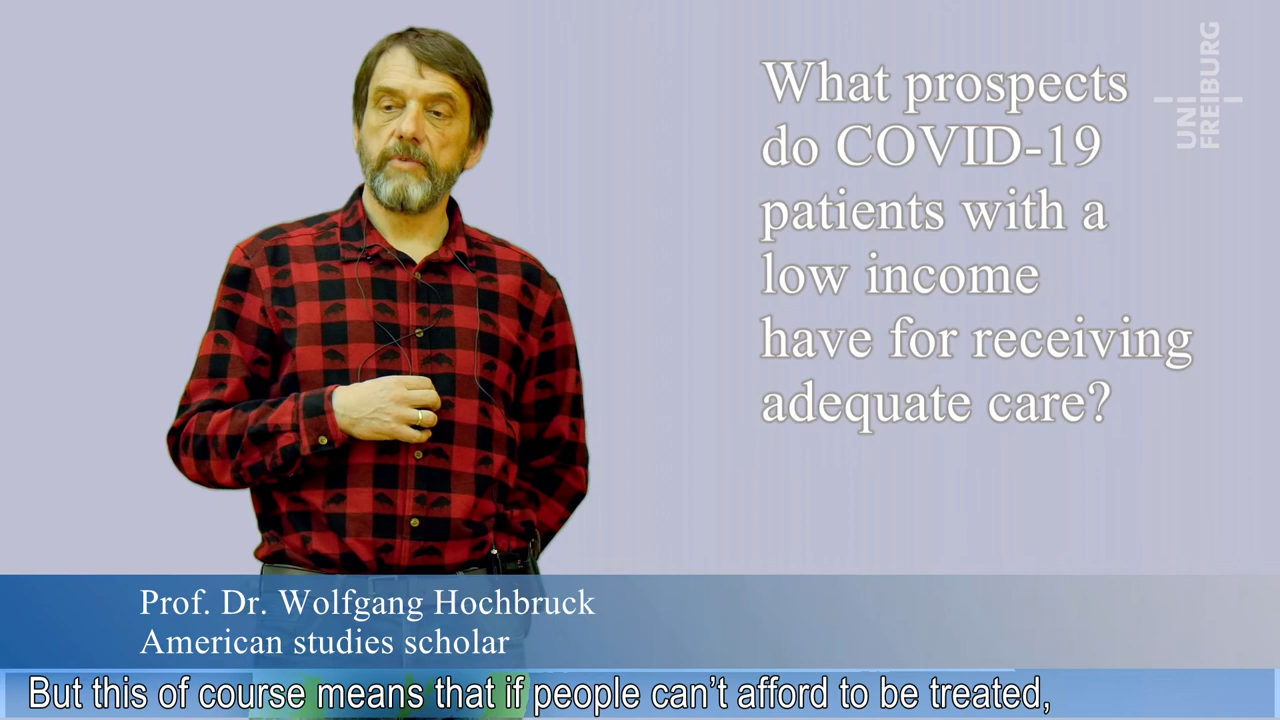 What prospects
do COVID-19
patients with a
low income
have for receiving
adequate care?
UNI
FREIBURG
Prof. Dr. Wolfgang Hochbruck
American studies scholar
But this of course means that if people can't afford to be treated,